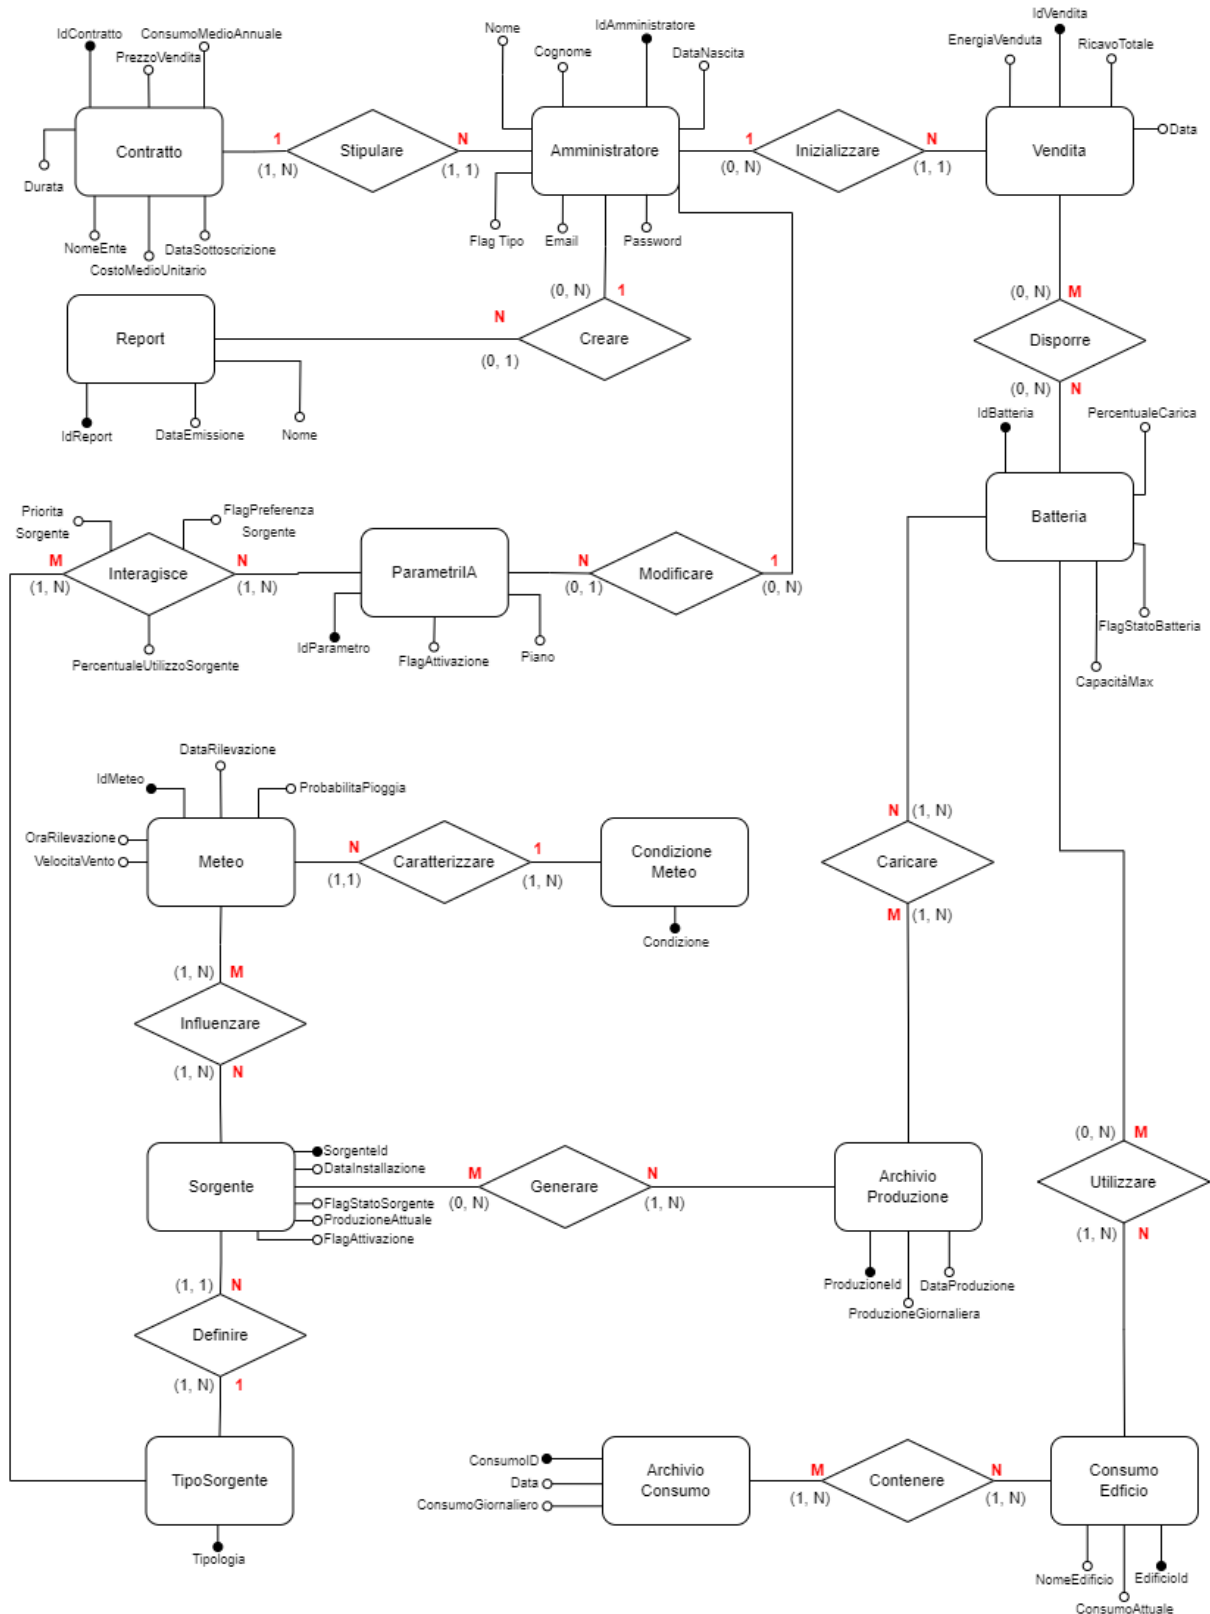 IdContratto
ConsumoMedioAnnuale
PrezzoVendita
Contratto
Durata
NomeEnte
DataSottoscrizione
CostoMedioUnitario
1
(1, N)
Stipulare
N
(1, 1)
Nome
Cognome
IdAmministratore
DataNascita
Amministratore
Flag Tipo
Email
Password
1
(0, N)
Inizializzare
N
(1, 1)
IdVendita
EnergiaVenduta
RicavoTotale
Vendita
Data
Report
IdReport
DataEmissione
Nome
N
(0, 1)
(0, N)
1
Creare
(0, N)
M
Disporre
(0, N)
N
IdBatteria
PercentualeCarica
Batteria
FlagStatoBatteria
CapacitàMax
Priorita
Sorgente
FlagPreferenza
Sorgente
M
(1, N)
Interagisce
N
(1, N)
PercentualeUtilizzoSorgente
ParametriIA
IdParametro
FlagAttivazione
Piano
N
(0, 1)
Modificare
1
(0, N)
DataRilevazione
IdMeteo
ProbabilitaPioggia
OraRilevazione
VelocitaVento
Meteo
N
(1,1)
Caratterizzare
1
(1, N)
Condizione
Meteo
Condizione
N
(1, N)
Caricare
M
(1, N)
(1, N)
M
Influenzare
(1, N)
N
Sorgente
SorgenteId
DataInstallazione
FlagStatoSorgente
ProduzioneAttuale
FlagAttivazione
M
(0, N)
Generare
N
(1, N)
Archivio
Produzione
ProduzioneId
DataProduzione
ProduzioneGiornaliera
(0, N)
M
Utilizzare
(1, N)
N
(1, 1)
N
Definire
(1, N)
1
TipoSorgente
Tipologia
ConsumoID
Data
ConsumoGiornaliero
Archivio
Consumo
M
(1, N)
Contenere
N
(1, N)
Consumo
Edficio
NomeEdificio
EdificioId
ConsumoAttuale